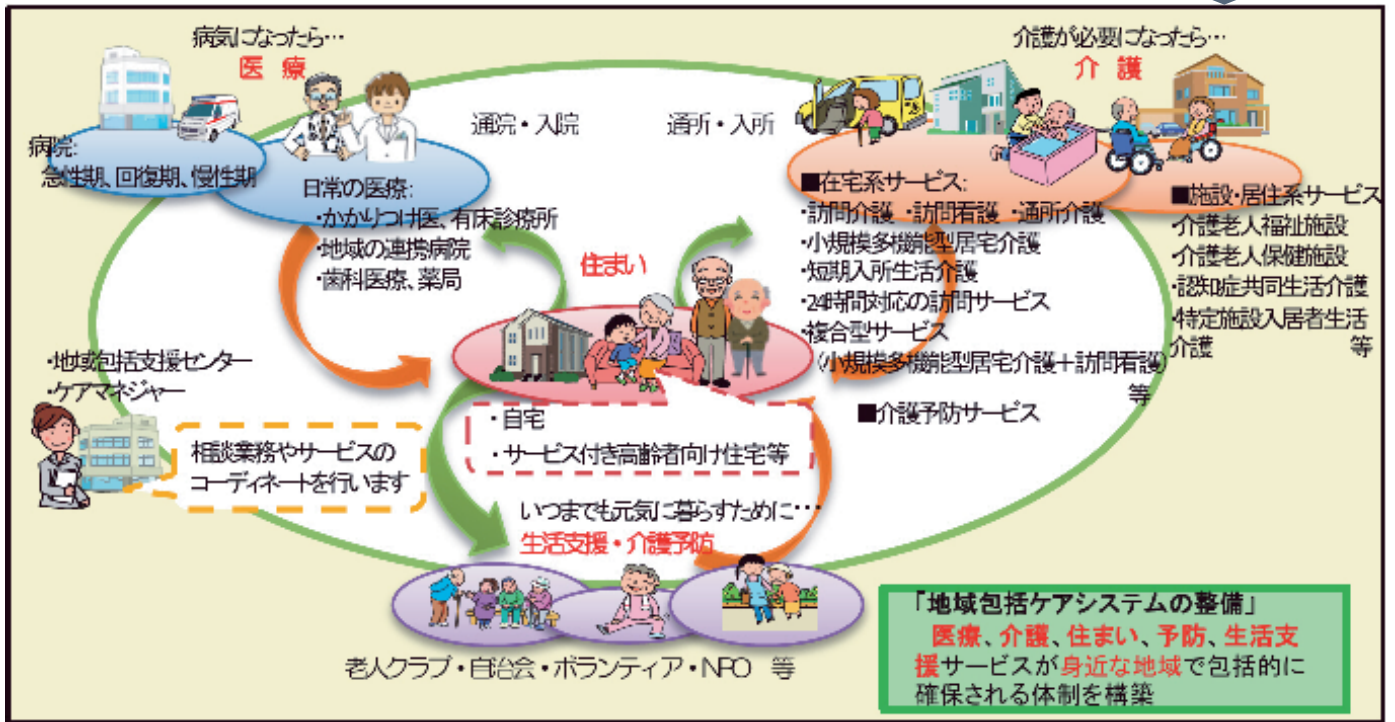 病気になったら…
医 療
介護が必要になったら…
介 護
通院・入院
通所・入所
病院:
急性期、回復期、慢性期
日常の医療:
・かかりつけ医、有床診療所
・地域の連携病院
・歯科医療、薬局
住まい
■在宅系サービス:
・訪問介護 ・訪問看護 ・通所介護
・小規模多機能型居宅介護
・短期入所生活介護
・24時間対応の訪問サービス
・複合型サービス
(小規模多機能型居宅介護+訪問看護)
等
■介護予防サービス
■施設・居住系サービス
・介護老人福祉施設
・介護老人保健施設
・認知症共同生活介護
・特定施設入居者生活
介護 等
・地域包括支援センター
・ケアマネジャー
相談業務やサービスの
コーディネートを行います
・自宅
・サービス付き高齢者向け住宅等
いつまでも元気に暮らすために…
生活支援・介護予防
老人クラブ・自治会・ボランティア・NPO 等
「地域包括ケアシステムの整備」
医療、介護、住まい、予防、生活支
援サービスが身近な地域で包括的に
確保される体制を構築